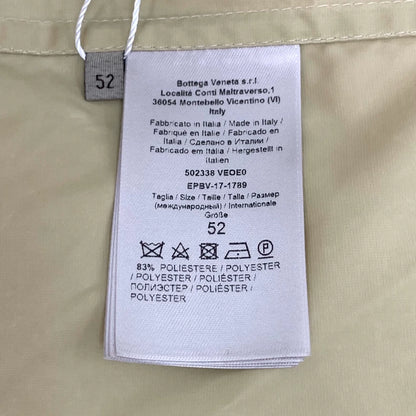 52
Bottega Veneta s.r.l.
Località Conti Maltraverso,1
36054 Montebello Vicentino (VI)
Italy
Fabbricato in Italia / Made in Italy /
Fabriqué en Italie / Fabricado en
Italia / Сделано в Италии /
Fabricado em Itália / Hergestellt in
Italien
502338 VEOE0
EPBV-17-1789
Taglia / Size / Taille / Talla / Размер
(международный) / Internationale
Größe
52
83% POLIESTERE / POLYESTER
/ POLYESTER / POLIÉSTER /
ПОЛИЭСТЕР / POLIÉSTER /
POLYESTER